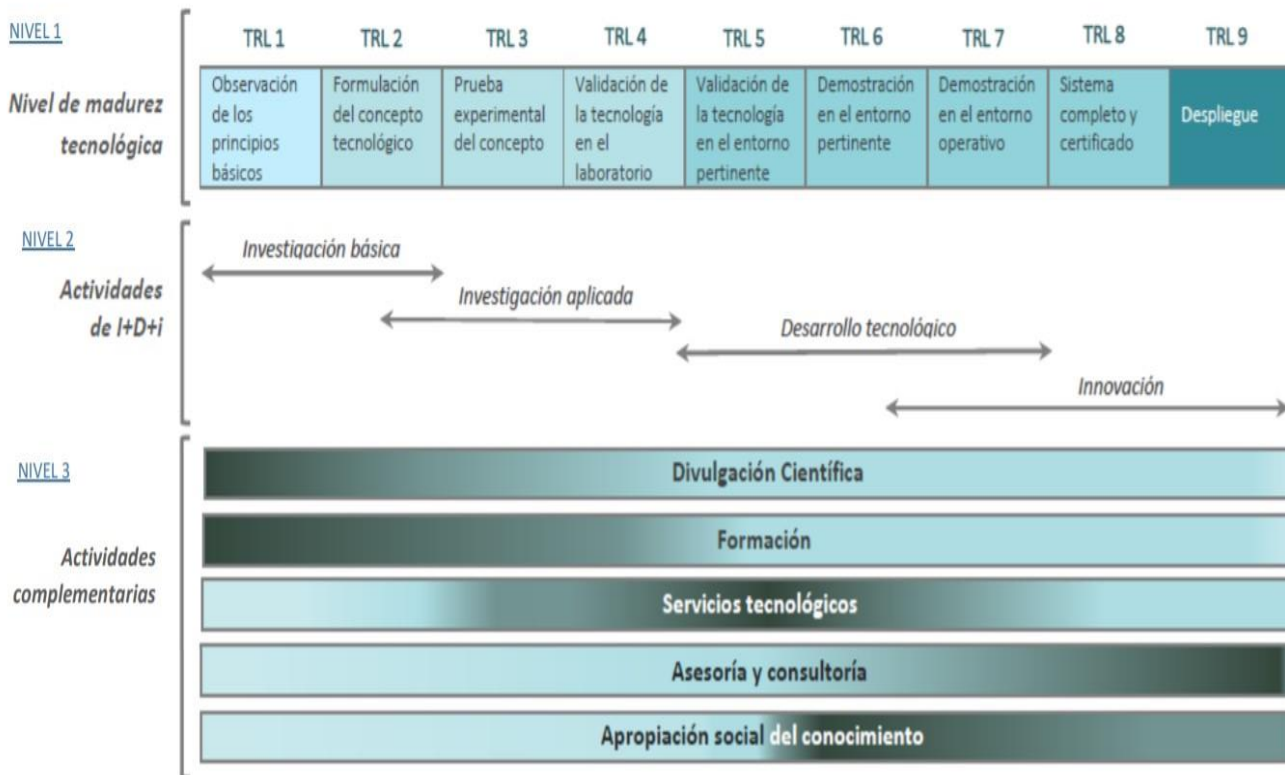 NIVEL 1
TRL 1 TRL 2 TRL 3 TRL 4 TRL 5 TRL 6 TRL 7 TRL 8 TRL 9
Nivel de madurez
tecnológica
Observación
de los
principios
básicos
Formulación
del concepto
tecnológico
Prueba
experimental
del concepto
Validación de
la tecnología
en el
laboratorio
Validación de
la tecnología
en el entorno
pertinente
Demostración
en el entorno
pertinente
Demostración
en el entorno
operativo
Sistema
completo y
certificado
Despliegue
NIVEL 2
Actividades
de I+D+i
Investigación básica
Investigación aplicada
Desarrollo tecnológico
Innovación
NIVEL 3
Actividades
complementarias
Divulgación Científica
Formación
Servicios tecnológicos
Asesoría y consultoría
Apropiación social del conocimiento